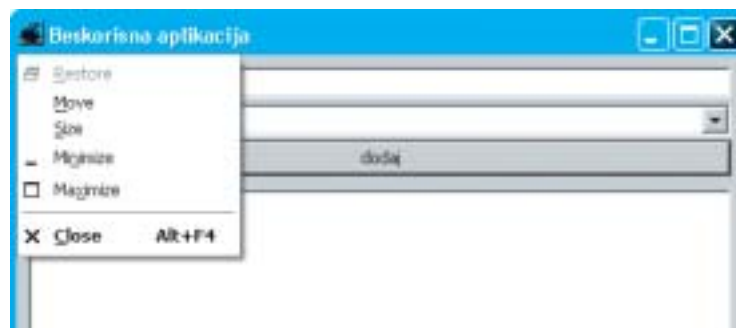 Beskorisna aplikacija
Restore
Move
Size
Minimize
Maximize
Close Alt+F4
dodaj